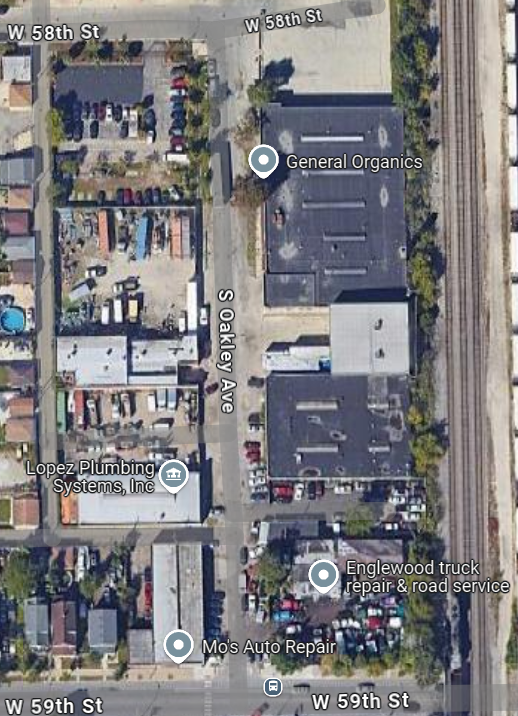 W 58th St
W 58th St
General Organics
S Oakley Ave
Lopez Plumbing
Systems, Inc
Englewood truck
repair & road service
Mo's Auto Repair
W 59th St
W 59th St